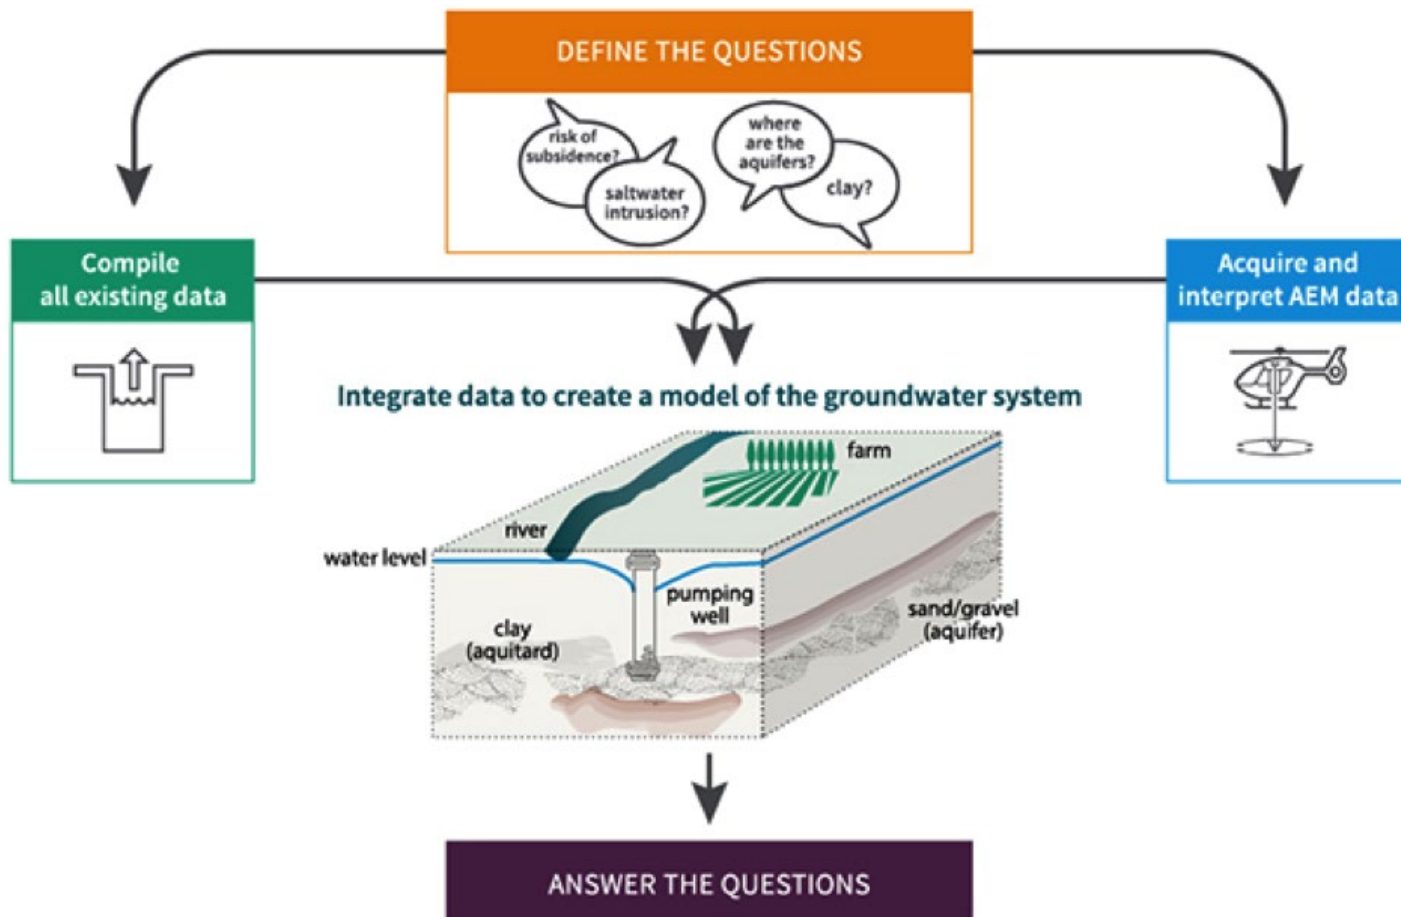 DEFINE THE QUESTIONS
risk of
subsidence?
saltwater
intrusion?
where
are the
aquifers?
clay?
Compile
all existing data
Acquire and
interpret AEM data
Integrate data to create a model of the groundwater system
farm
river
water level
pumping
well
clay
(aquitard)
sand/gravel
(aquifer)
ANSWER THE QUESTIONS